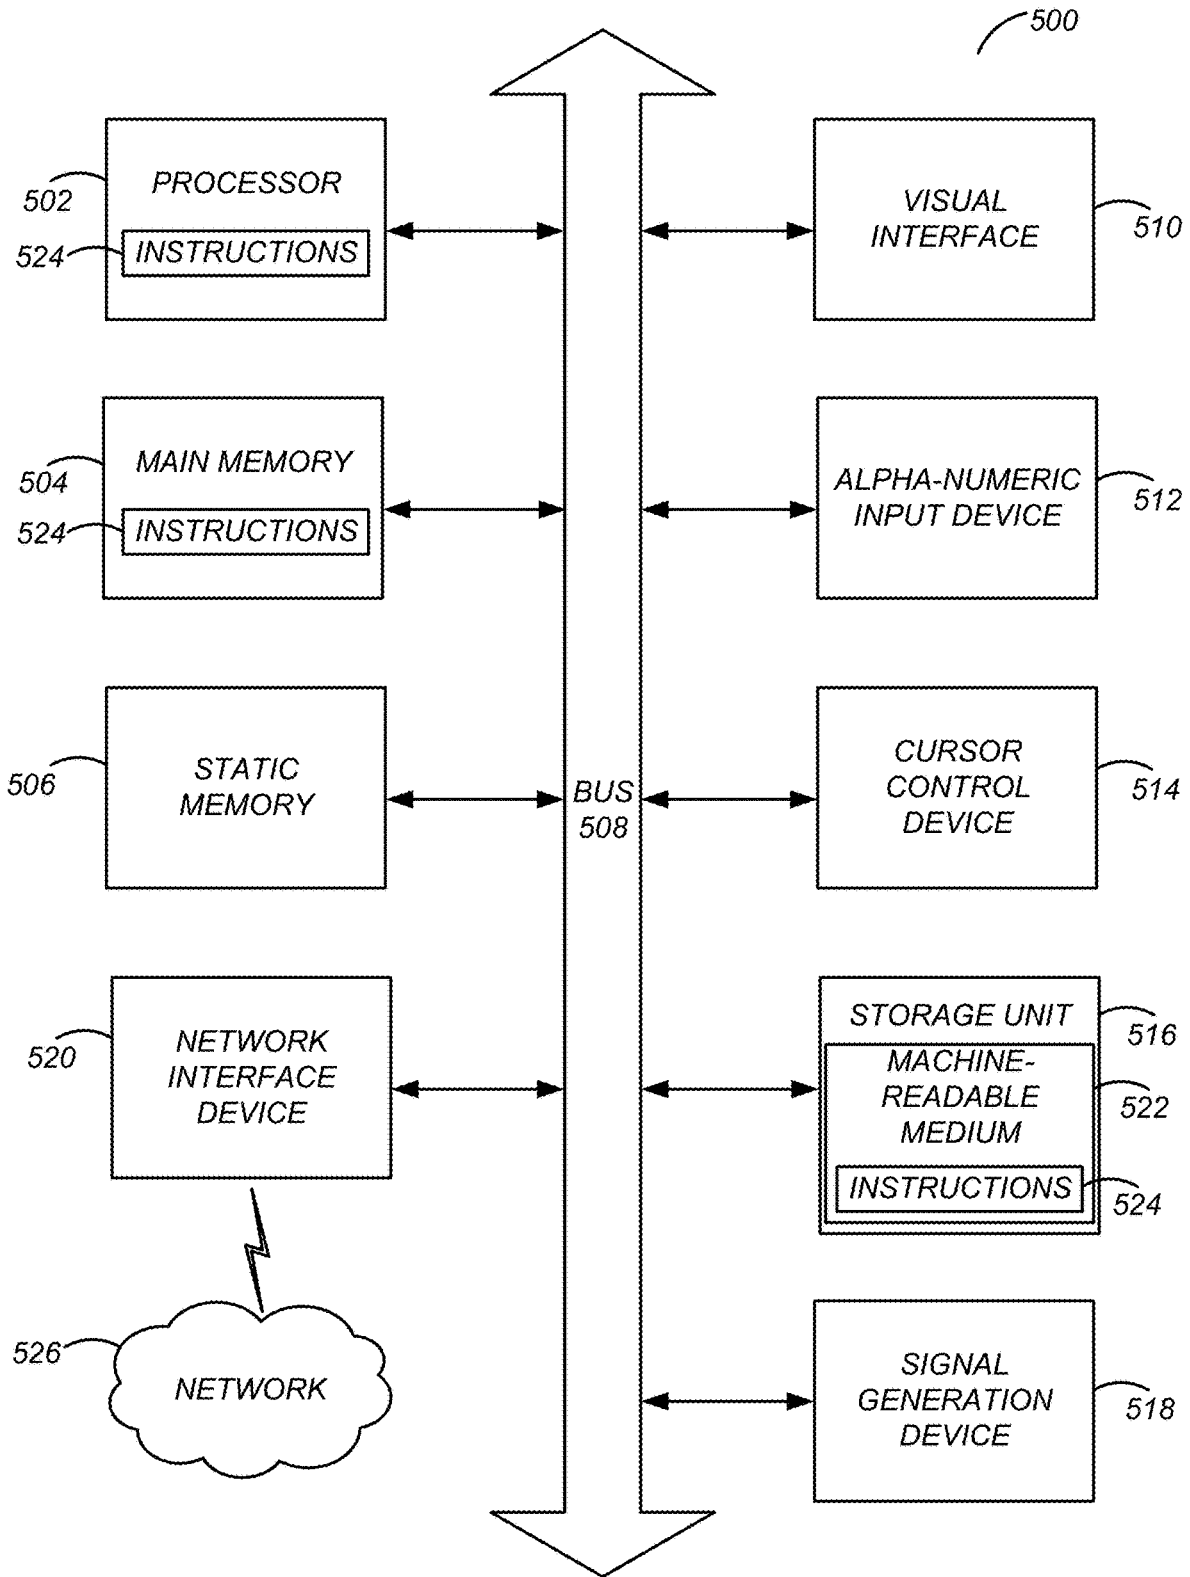 500
PROCESSOR
502
524
INSTRUCTIONS
VISUAL
INTERFACE
510
MAIN MEMORY
504
524
INSTRUCTIONS
ALPHA-NUMERIC
INPUT DEVICE
512
STATIC
MEMORY
506
BUS
508
CURSOR
CONTROL
DEVICE
514
NETWORK
INTERFACE
DEVICE
520
STORAGE UNIT
516
MACHINE-
READABLE
MEDIUM
522
INSTRUCTIONS
524
526
NETWORK
SIGNAL
GENERATION
DEVICE
518